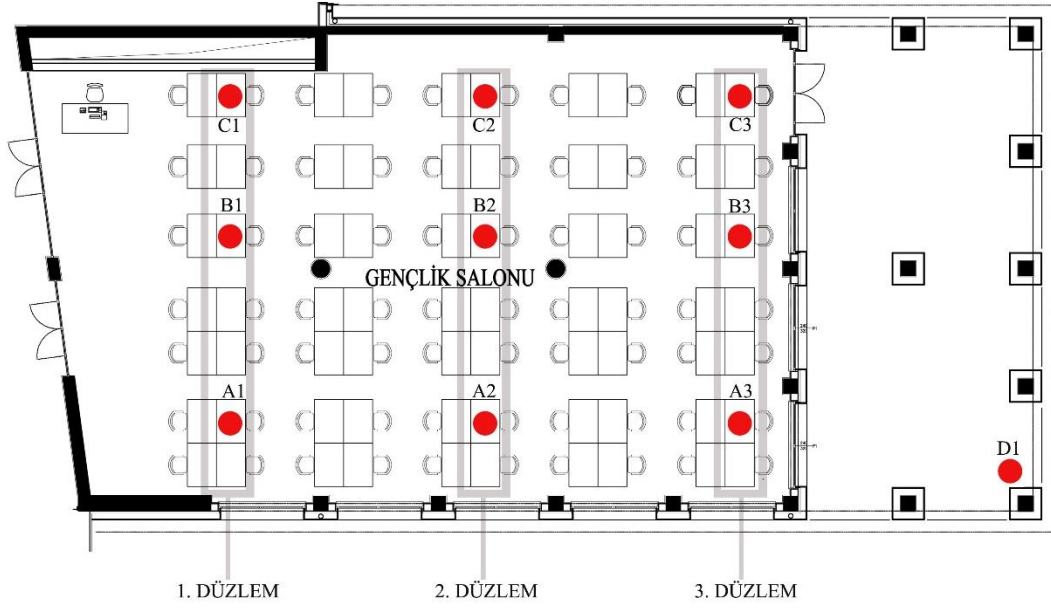 C1 C2 C3
B1 B2 B3
GENÇLİK SALONU
A1 A2 A3
D1
1. DÜZLEM 2. DÜZLEM 3. DÜZLEM